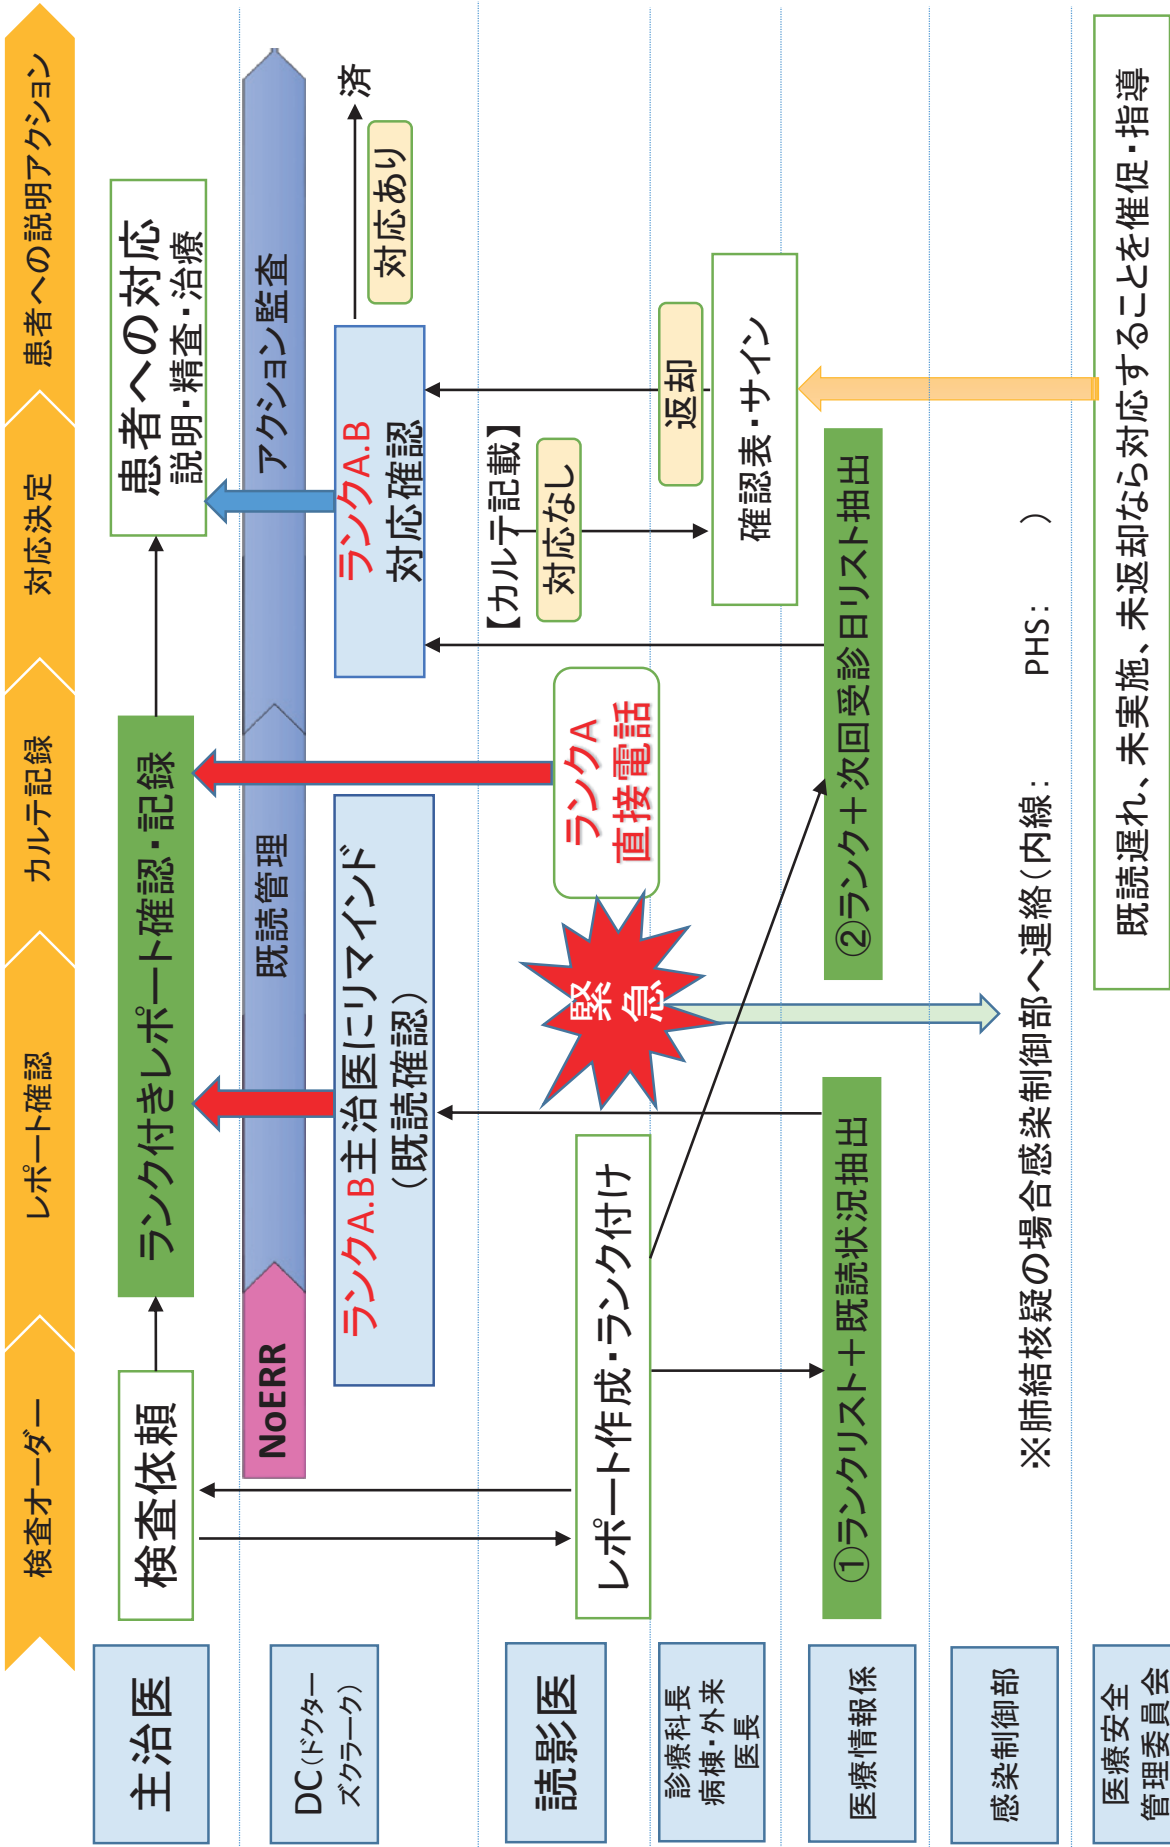 検査オーダー
レポート確認
カルテ記録
対応決定
患者への説明アクション
主治医
検査依頼
ランク付きレポート確認・記録
患者への対応
説明・精査・治療
DC(ドクター
ズクラーク)
NoERR
既読管理
アクション監査
ランクA.B主治医にリマインド
(既読確認)
ランクA.B
対応確認
対応あり
済
読影医
レポート作成・ランク付け
緊急
ランクA
直接電話
【カルテ記載】
対応なし
返却
診療科長
病棟・外来
医長
確認表・サイン
医療情報係
①ランクリスト＋既読状況抽出
②ランク＋次回受診日リスト抽出
感染制御部
※肺結核疑の場合感染制御部へ連絡(内線:　　PHS:　　)
医療安全
管理委員会
既読遅れ、未実施、未返却なら対応することを催促・指導